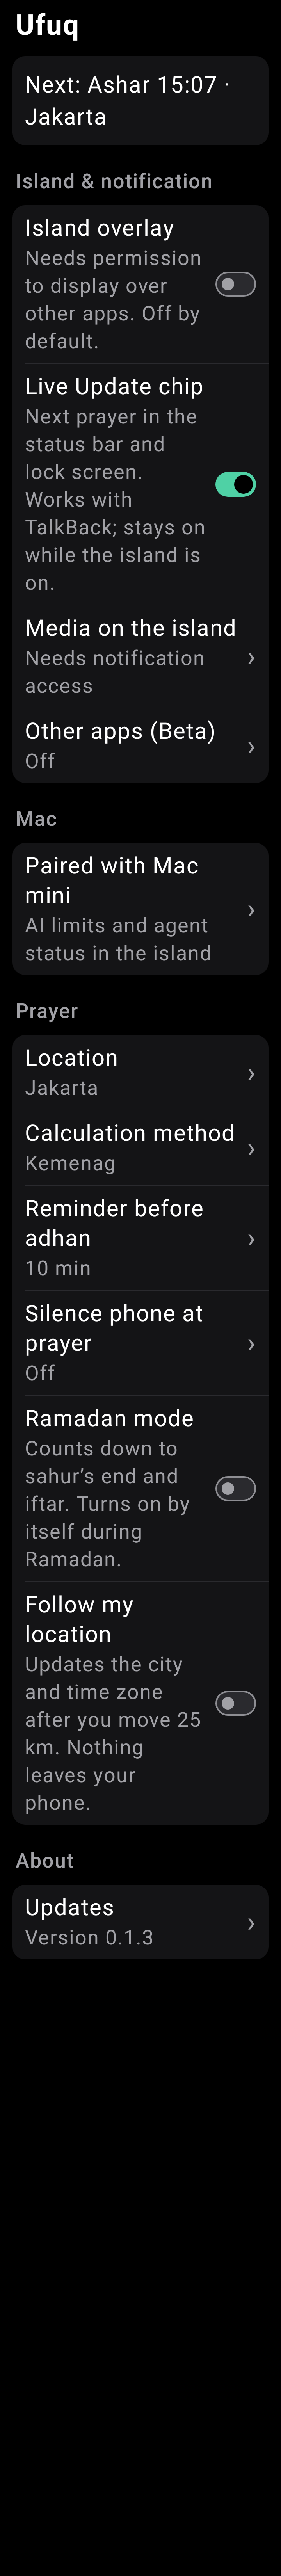 Ufuq
Next: Ashar 15:07 ·
Jakarta
Island & notification
Island overlay
Needs permission
to display over
other apps. Off by
default.
Live Update chip
Next prayer in the
status bar and
lock screen.
Works with
TalkBack; stays on
while the island is
on.
Media on the island
Needs notification
access
Other apps (Beta)
Off
Mac
Paired with Mac
mini
AI limits and agent
status in the island
Prayer
Location
Jakarta
Calculation method
Kemenag
Reminder before
adhan
10 min
Silence phone at
prayer
Off
Ramadan mode
Counts down to
sahur’s end and
iftar. Turns on by
itself during
Ramadan.
Follow my
location
Updates the city
and time zone
after you move 25
km. Nothing
leaves your
phone.
About
Updates
Version 0.1.3